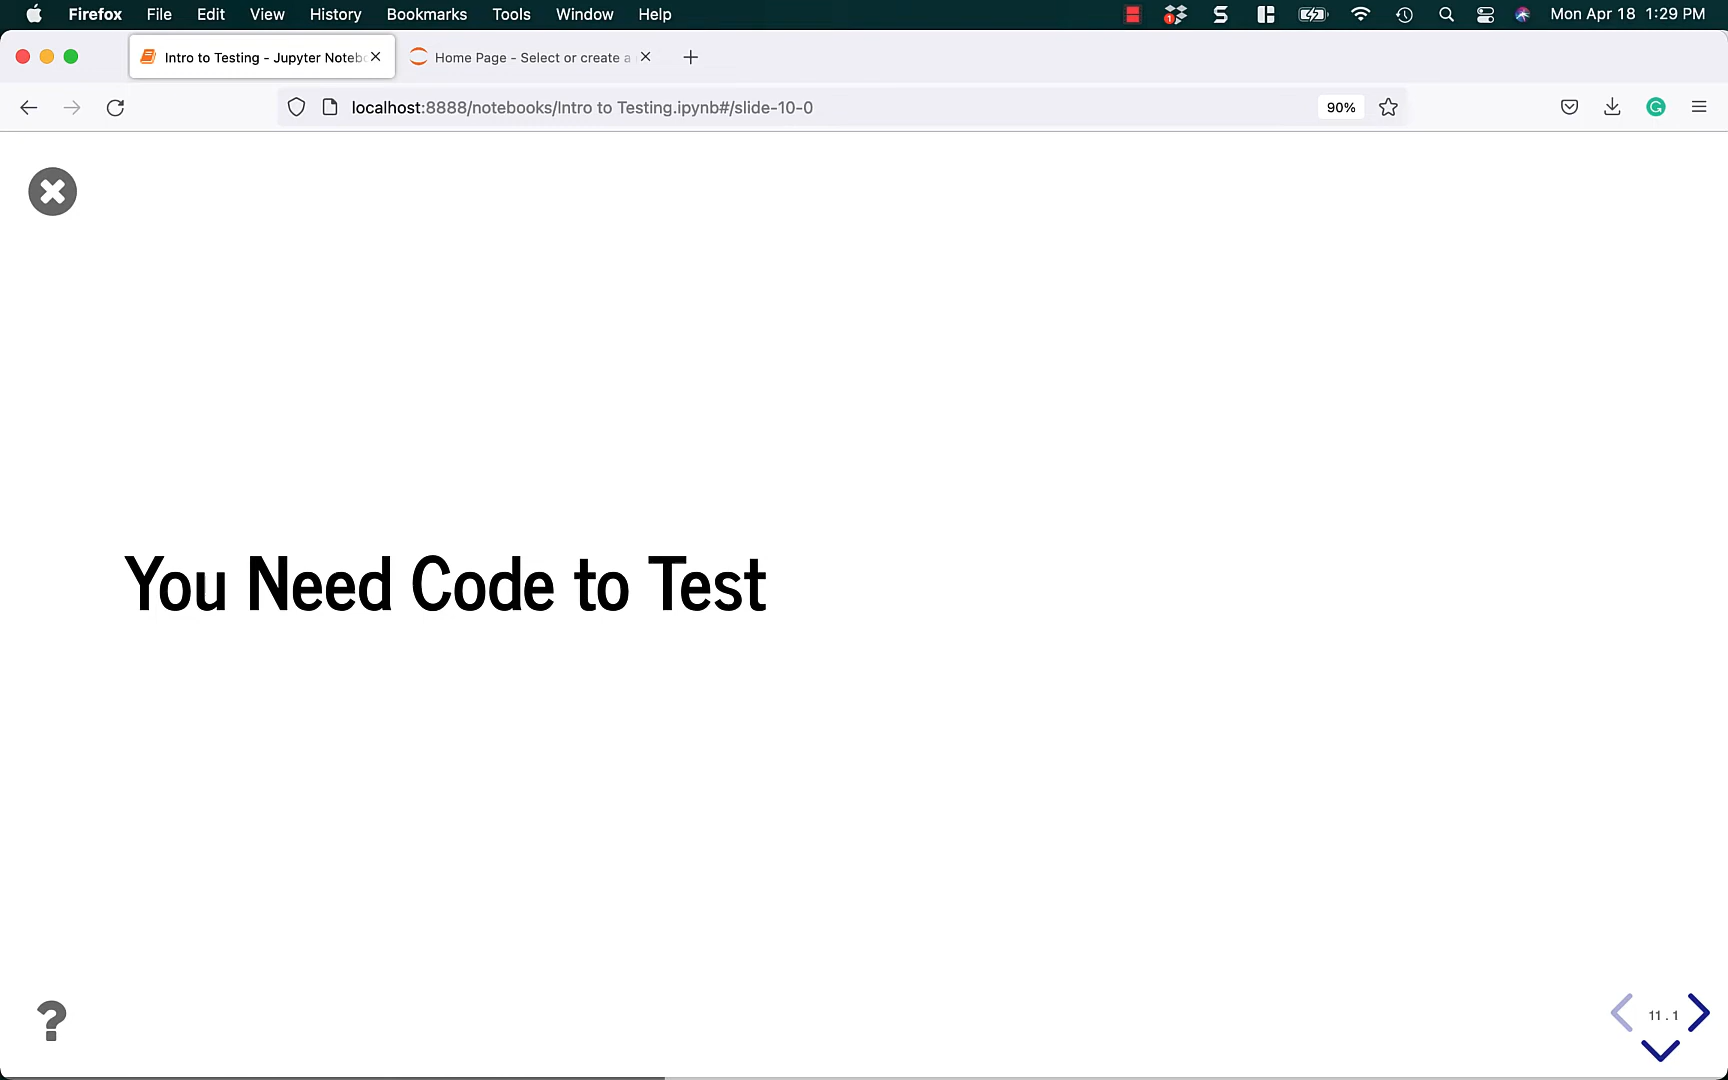 Firefox File Edit View History Bookmarks Tools Window Help 1 S Mon Apr 18 1:29 PM
Intro to Testing - Jupyter Noteb Home Page - Select or create a
localhost:8888/notebooks/Intro to Testing.ipynb#/slide-10-0 90% G
You Need Code to Test
?
11 . 1